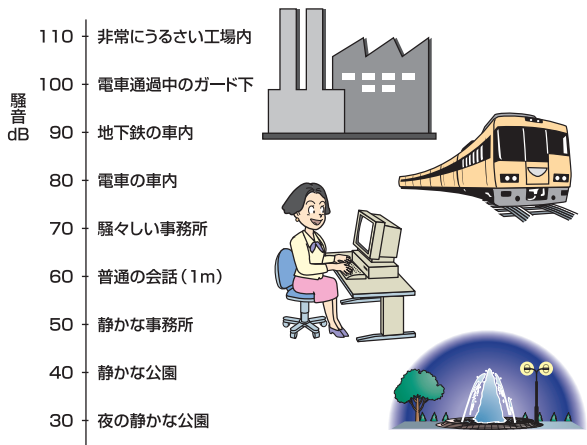 110 非常にうるさい工場内
100 電車通過中のガード下
騒音
dB
90 地下鉄の車内
80 電車の車内
70 騒々しい事務所
60 普通の会話（1m）
50 静かな事務所
40 静かな公園
30 夜の静かな公園